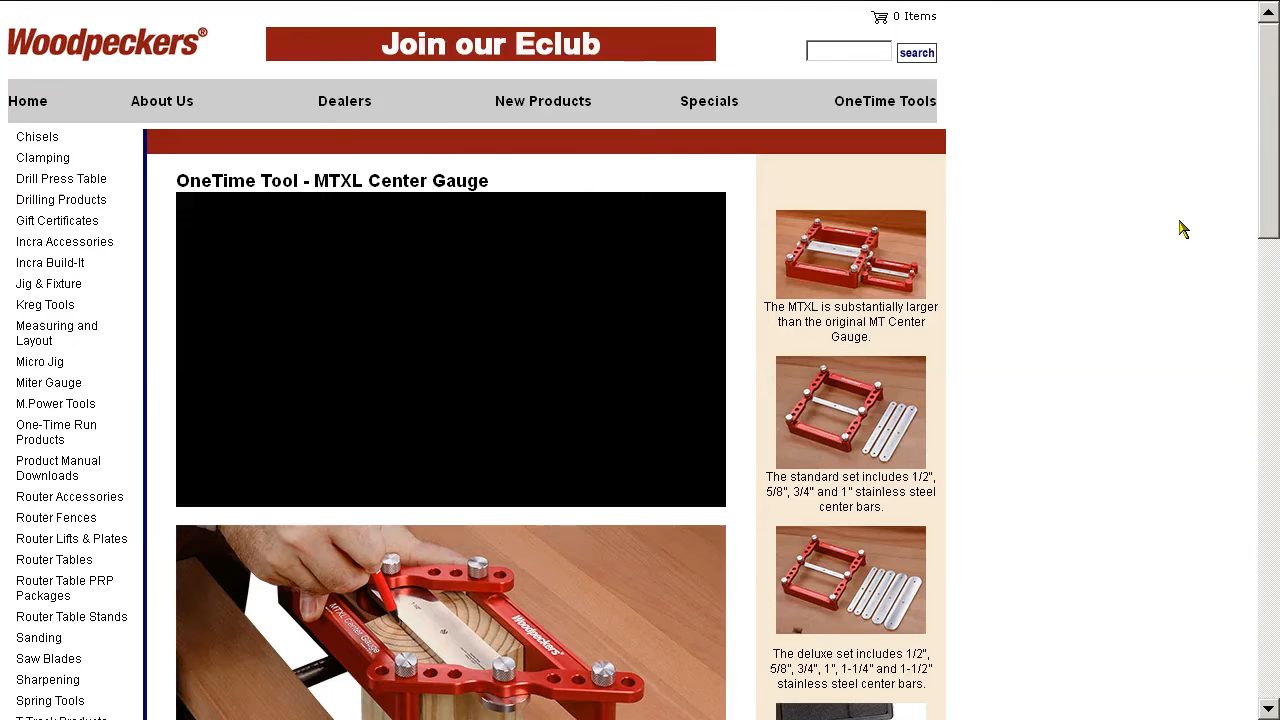 0 Items
Woodpeckers®
Join our Eclub
search
Home About Us Dealers New Products Specials OneTime Tools
Chisels
Clamping
Drill Press Table
Drilling Products
Gift Certificates
Incra Accessories
Incra Build-It
Jig & Fixture
Kreg Tools
Measuring and
Layout
Micro Jig
Miter Gauge
M.Power Tools
One-Time Run
Products
Product Manual
Downloads
Router Accessories
Router Fences
Router Lifts & Plates
Router Tables
Router Table PRP
Packages
Router Table Stands
Sanding
Saw Blades
Sharpening
Spring Tools
OneTime Tool - MTXL Center Gauge
MTXL Center Gauge
Woodpeckers
The MTXL is substantially larger
than the original MT Center
Gauge.
The standard set includes 1/2",
5/8", 3/4" and 1" stainless steel
center bars.
The deluxe set includes 1/2",
5/8", 3/4", 1", 1-1/4" and 1-1/2"
stainless steel center bars.